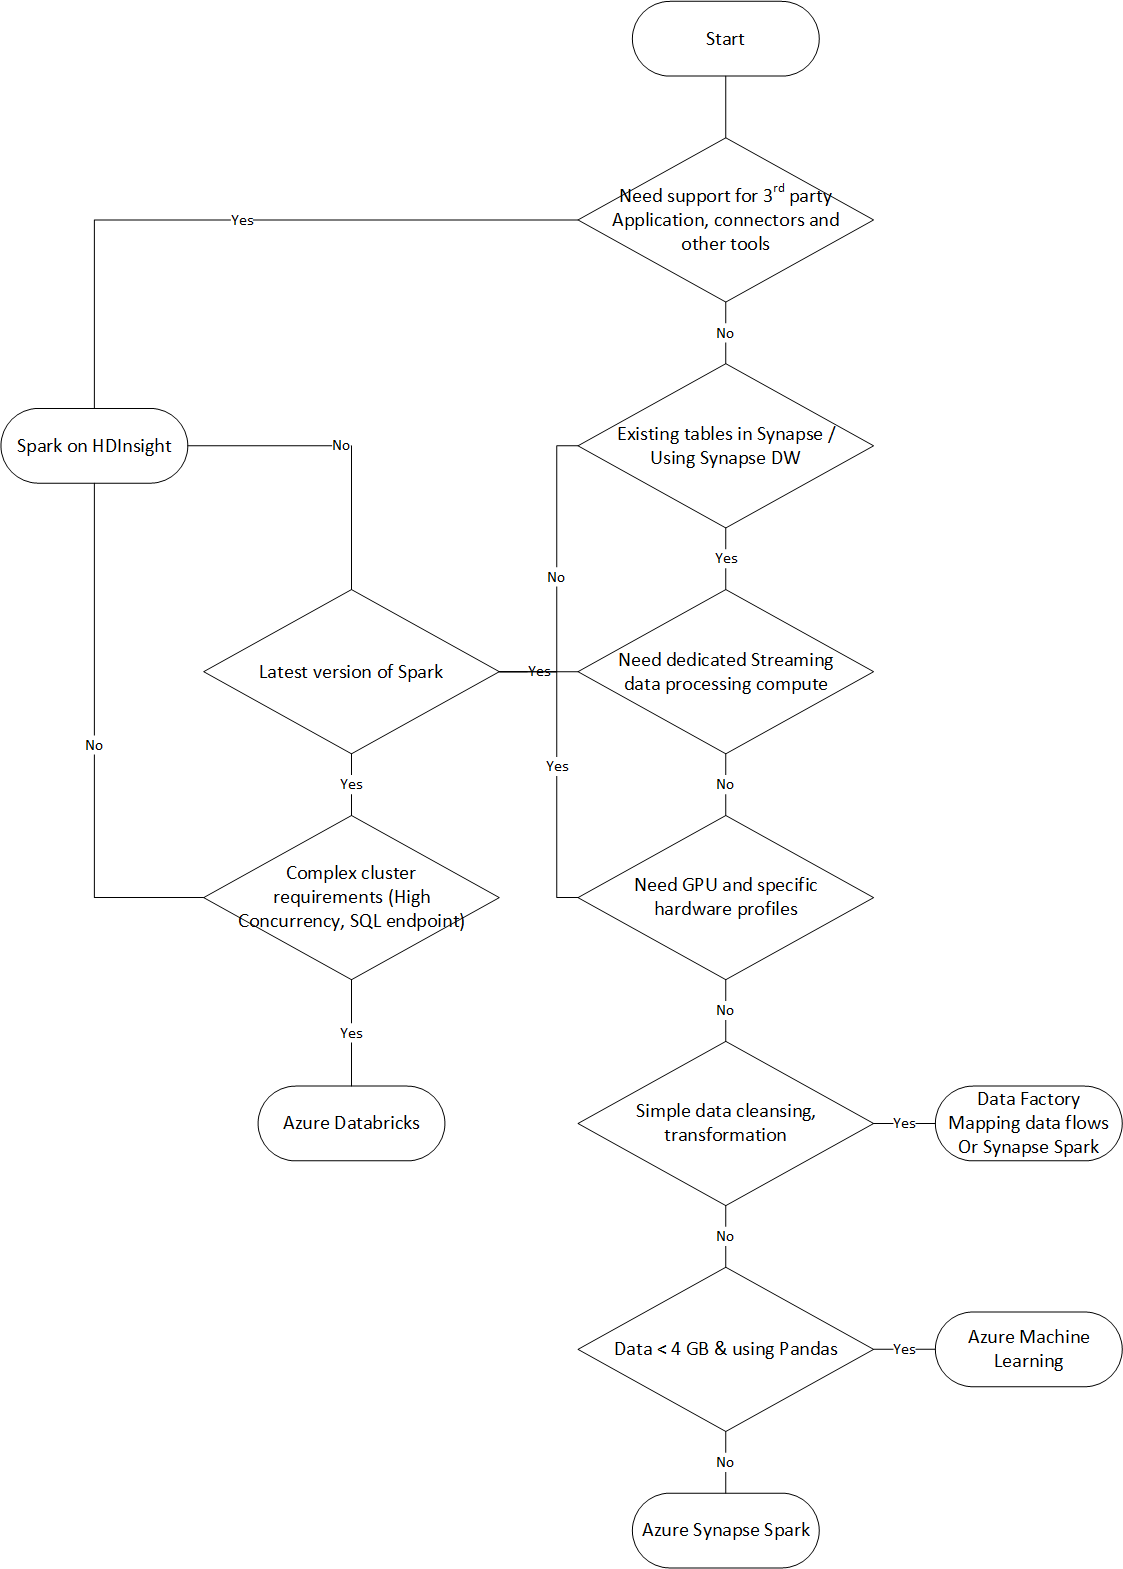 Start
Need support for 3rd party
Application, connectors and
other tools
Yes
No
Spark on HDInsight
No
Existing tables in Synapse /
Using Synapse DW
No
Yes
Latest version of Spark
Yes
Need dedicated Streaming
data processing compute
No
Yes
Yes
No
Complex cluster
requirements (High
Concurrency, SQL endpoint)
Need GPU and specific
hardware profiles
Yes
No
Azure Databricks
Simple data cleansing,
transformation
Yes
Data Factory
Mapping data flows
Or Synapse Spark
No
Data < 4 GB & using Pandas
Yes
Azure Machine
Learning
No
Azure Synapse Spark